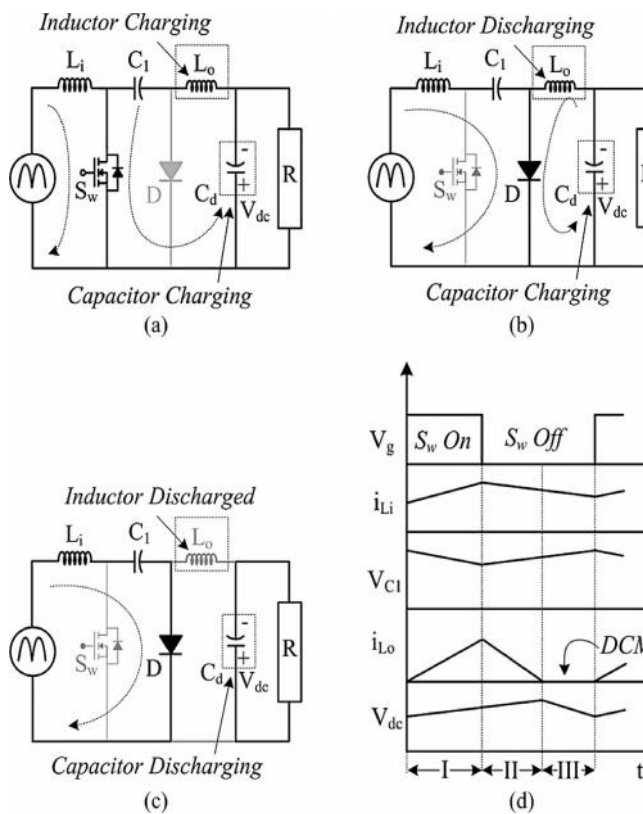 Inductor Charging
Li
C1
Lo
Sw
D
Cd
-
+
Vdc
R
Capacitor Charging
(a)
Inductor Discharging
Li
C1
Lo
Sw
D
Cd
-
+
Vdc
Capacitor Charging
(b)
Inductor Discharged
Li
C1
Lo
Sw
D
Cd
-
+
Vdc
R
Capacitor Discharging
(c)
Vg
Sw On
Sw Off
iLi
VC1
iLo
DCM
Vdc
I
II
III
t
(d)